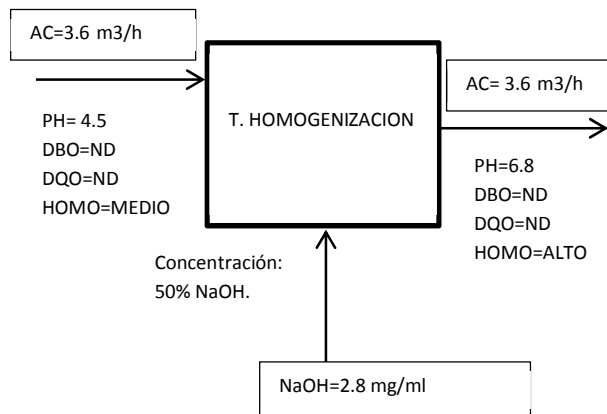 AC=3.6 m3/h
PH= 4.5
DBO=ND
DQO=ND
HOMO=MEDIO
T. HOMOGENIZACION
AC= 3.6 m3/h
PH=6.8
DBO=ND
DQO=ND
HOMO=ALTO
Concentración:
50% NaOH.
NaOH=2.8 mg/ml